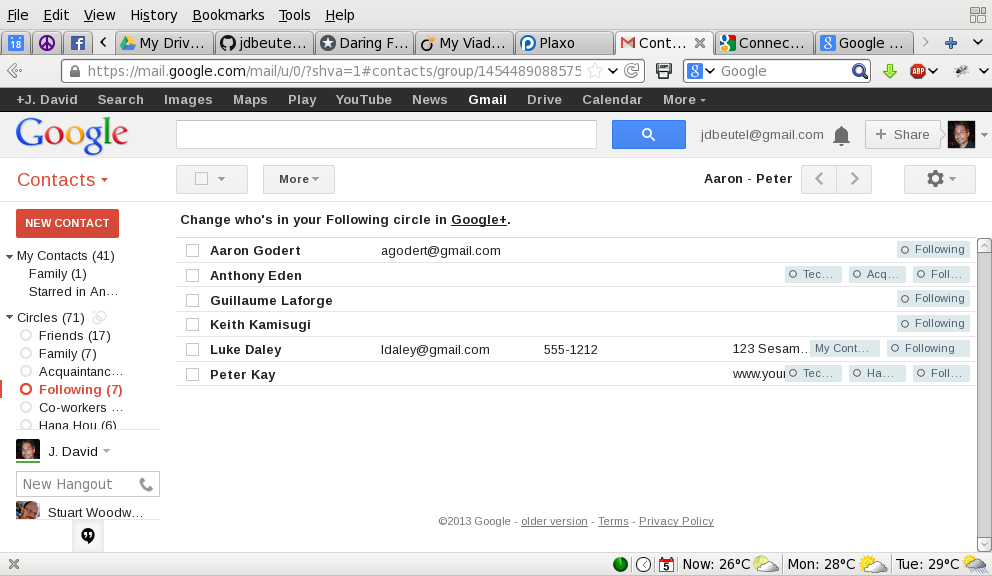 File Edit View History Bookmarks Tools Help
18 My Driv... jdbeute... Daring F... My Viad... Plaxo Cont... Connec... Google ...
https://mail.google.com/mail/u/0/?shva=1#contacts/group/1454489088575 8 Google ABP
+J. David Search Images Maps Play YouTube News Gmail Drive Calendar More
Google jdbeutel@gmail.com + Share
Contacts More Aaron - Peter
NEW CONTACT
Change who's in your Following circle in Google+.
My Contacts (41)
Family (1)
Starred in An...
Circles (71)
Friends (17)
Family (7)
Acquaintanc...
Following (7)
Co-workers ...
Hana Hou (6)
J. David
New Hangout
Stuart Woodw...
Aaron Godert agodert@gmail.com Following
Anthony Eden Tec... Acq... Foll...
Guillaume Laforge Following
Keith Kamisugi Following
Luke Daley ldaley@gmail.com 555-1212 123 Sesam... My Cont... Following
Peter Kay www.your Tec... Ha... Foll...
©2013 Google - older version - Terms - Privacy Policy
5 Now: 26°C Mon: 28°C Tue: 29°C